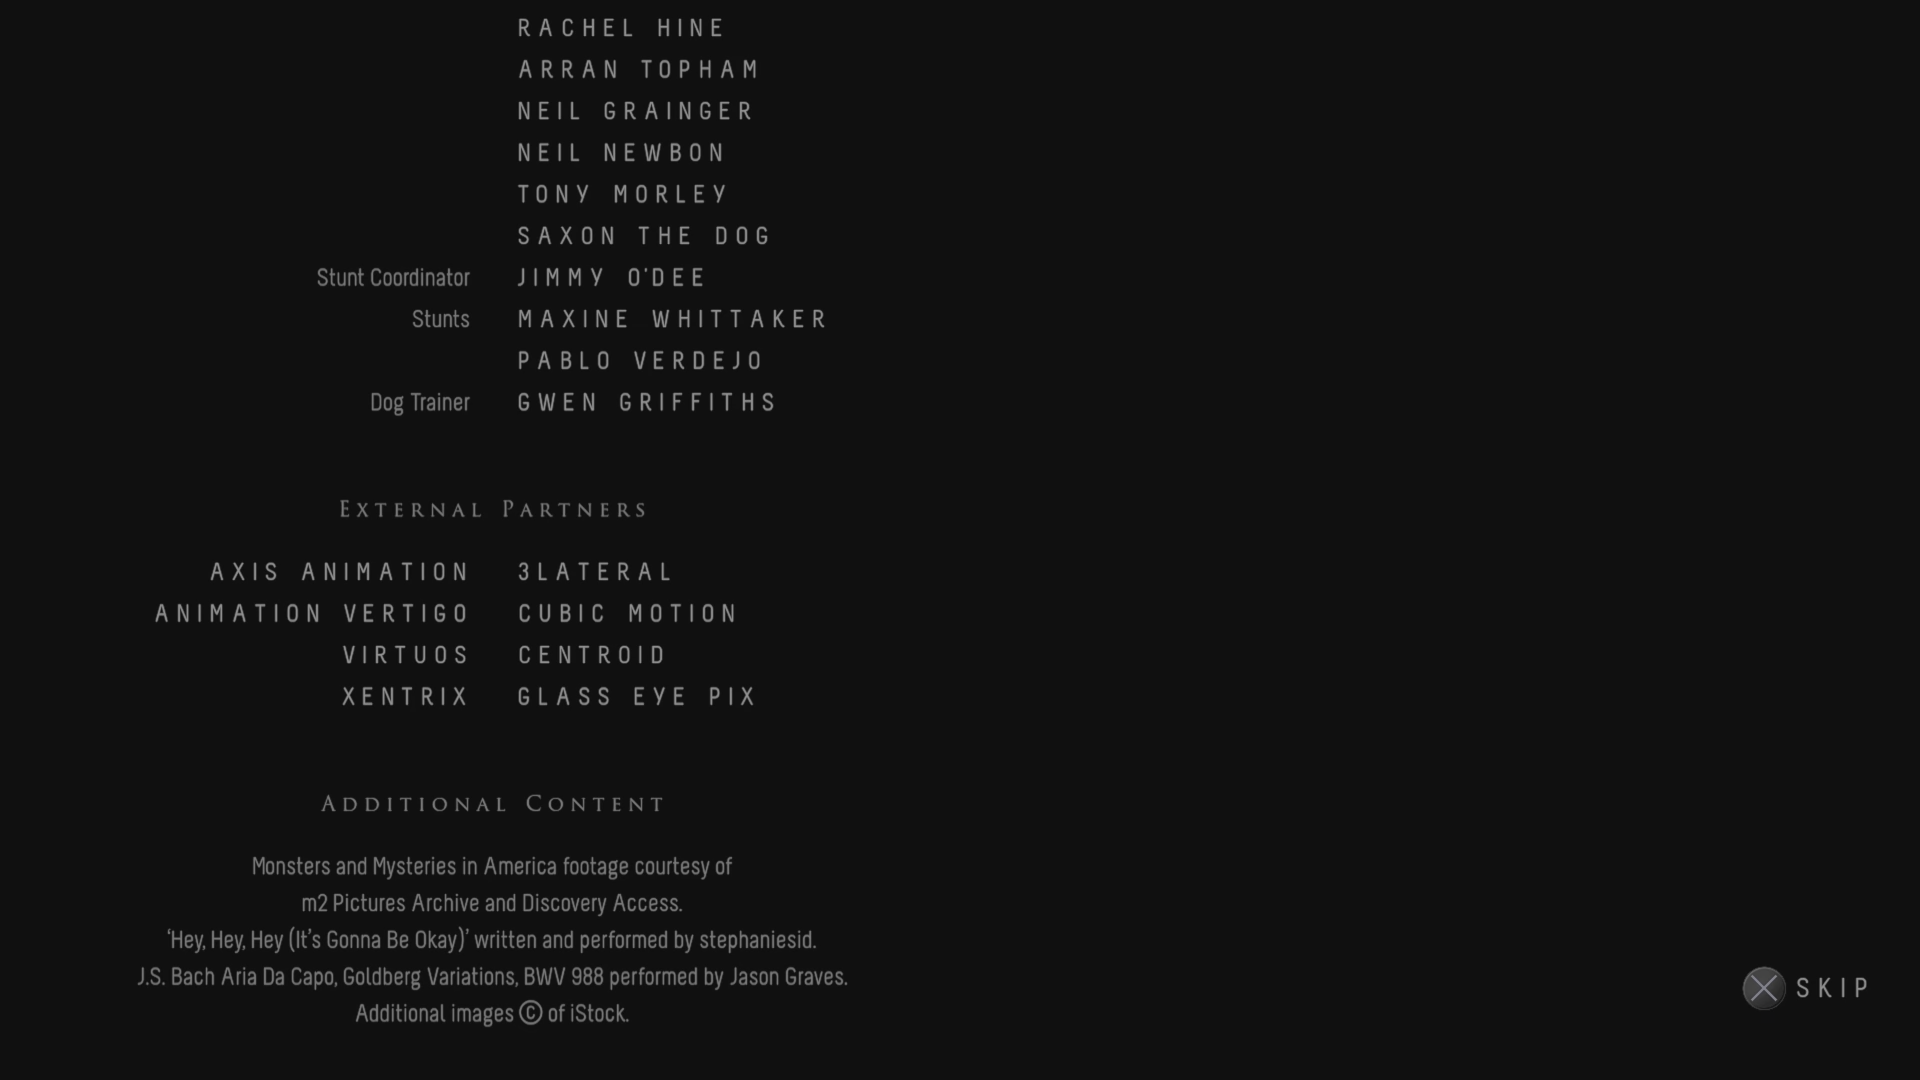 RACHEL HINE
ARRAN TOPHAM
NEIL GRAINGER
NEIL NEWBON
TONY MORLEY
SAXON THE DOG
Stunt Coordinator JIMMY O'DEE
Stunts MAXINE WHITTAKER
PABLO VERDEJO
Dog Trainer GWEN GRIFFITHS
EXTERNAL PARTNERS
AXIS ANIMATION 3LATERAL
ANIMATION VERTIGO CUBIC MOTION
VIRTUOS CENTROID
XENTRIX GLASS EYE PIX
ADDITIONAL CONTENT
Monsters and Mysteries in America footage courtesy of
m2 Pictures Archive and Discovery Access.
‘Hey, Hey, Hey (It’s Gonna Be Okay)’ written and performed by stephaniesid.
J.S. Bach Aria Da Capo, Goldberg Variations, BWV 988 performed by Jason Graves.
Additional images © of iStock.
SKIP